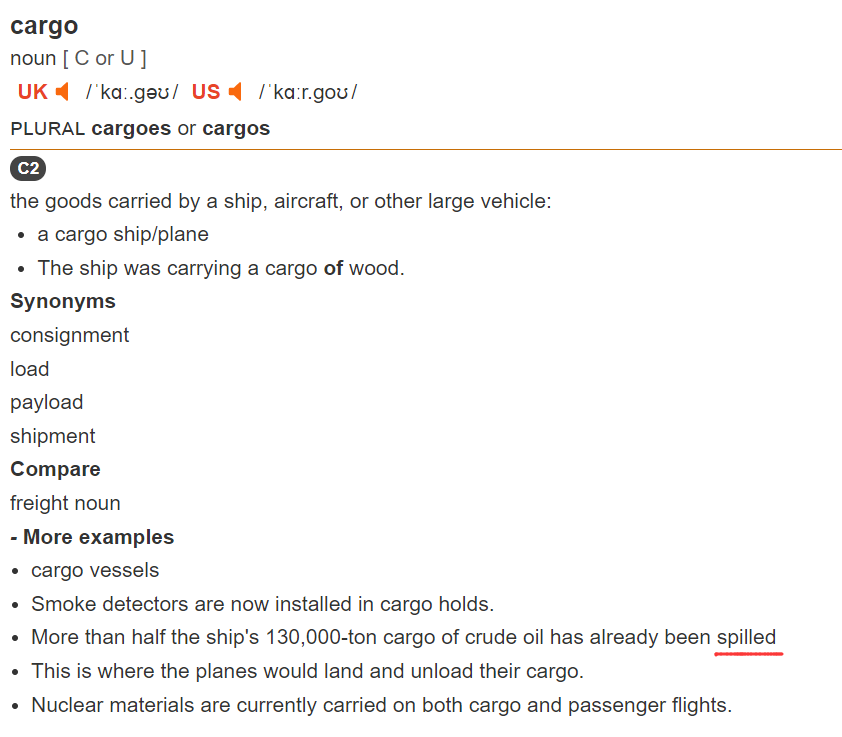 cargo
noun [ C or U ]
UK /ˈkɑː.ɡəʊ/ US /ˈkɑːr.ɡoʊ/
PLURAL cargoes or cargos
C2
the goods carried by a ship, aircraft, or other large vehicle:
• a cargo ship/plane
• The ship was carrying a cargo of wood.
Synonyms
consignment
load
payload
shipment
Compare
freight noun
- More examples
• cargo vessels
• Smoke detectors are now installed in cargo holds.
• More than half the ship's 130,000-ton cargo of crude oil has already been spilled
• This is where the planes would land and unload their cargo.
• Nuclear materials are currently carried on both cargo and passenger flights.